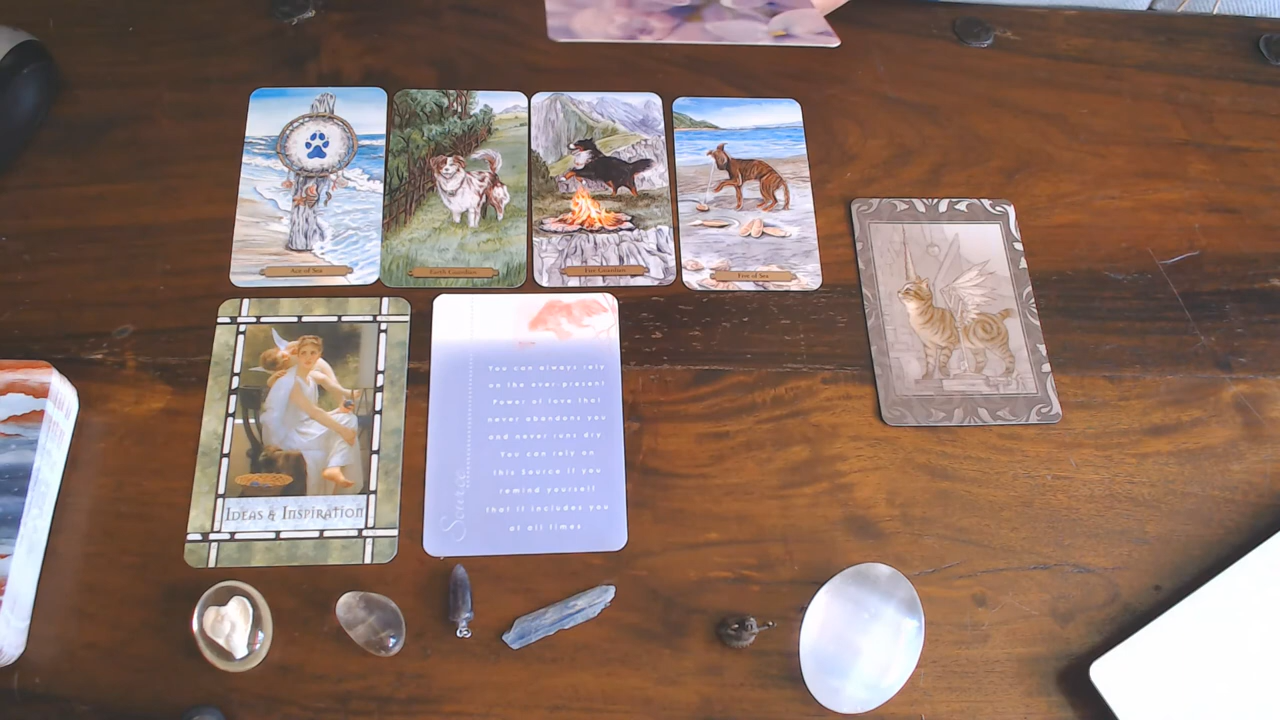 Ace of Sea
Earth Guardian
Fire Guardian
Five of Sea
IDEAS & INSPIRATION
You can always rely
on the ever-present
Power of love that
never abandons you
and never runs dry
You can rely on
this Source if you
remind yourself
that it includes you
at all times
Source